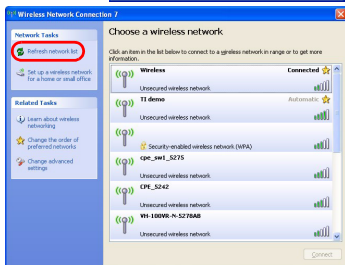 Wireless Network Connection 7
Network Tasks
Refresh network list
Set up a wireless network
for a home or small office
Related Tasks
Learn about wireless
networking
Change the order of
preferred networks
Change advanced
settings
Choose a wireless network
Click an item in the list below to connect to a wireless network in range or to get more
information.
Wireless
Connected
Unsecured wireless network
TI demo
Automatic
Unsecured wireless network
Security-enabled wireless network (WPA)
cpe_sw1_5275
Unsecured wireless network
CPE_5242
Unsecured wireless network
VH-100VR-N-5278AB
Unsecured wireless network
Connect